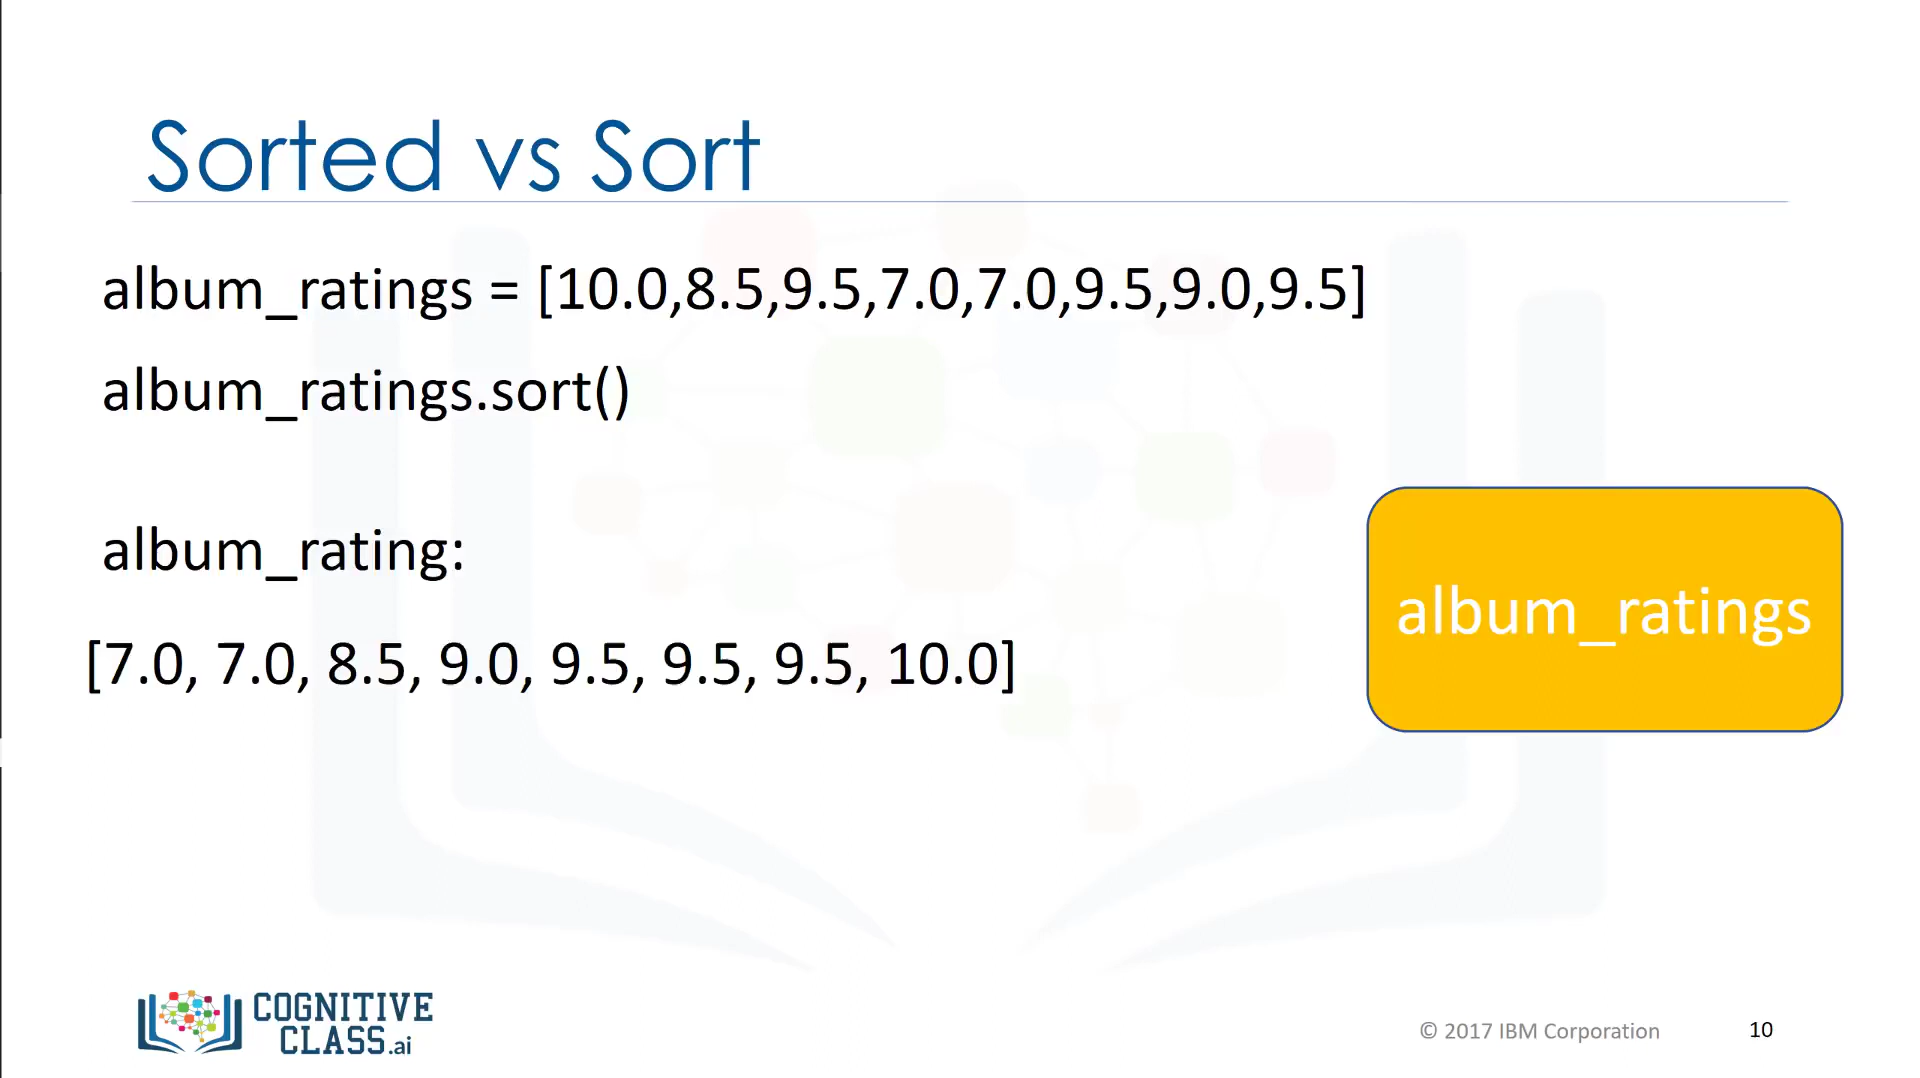 Sorted vs Sort
album_ratings = [10.0,8.5,9.5,7.0,7.0,9.5,9.0,9.5]
album_ratings.sort()
album_rating:
[7.0, 7.0, 8.5, 9.0, 9.5, 9.5, 9.5, 10.0]
album_ratings
COGNITIVE
CLASS.ai
© 2017 IBM Corporation
10